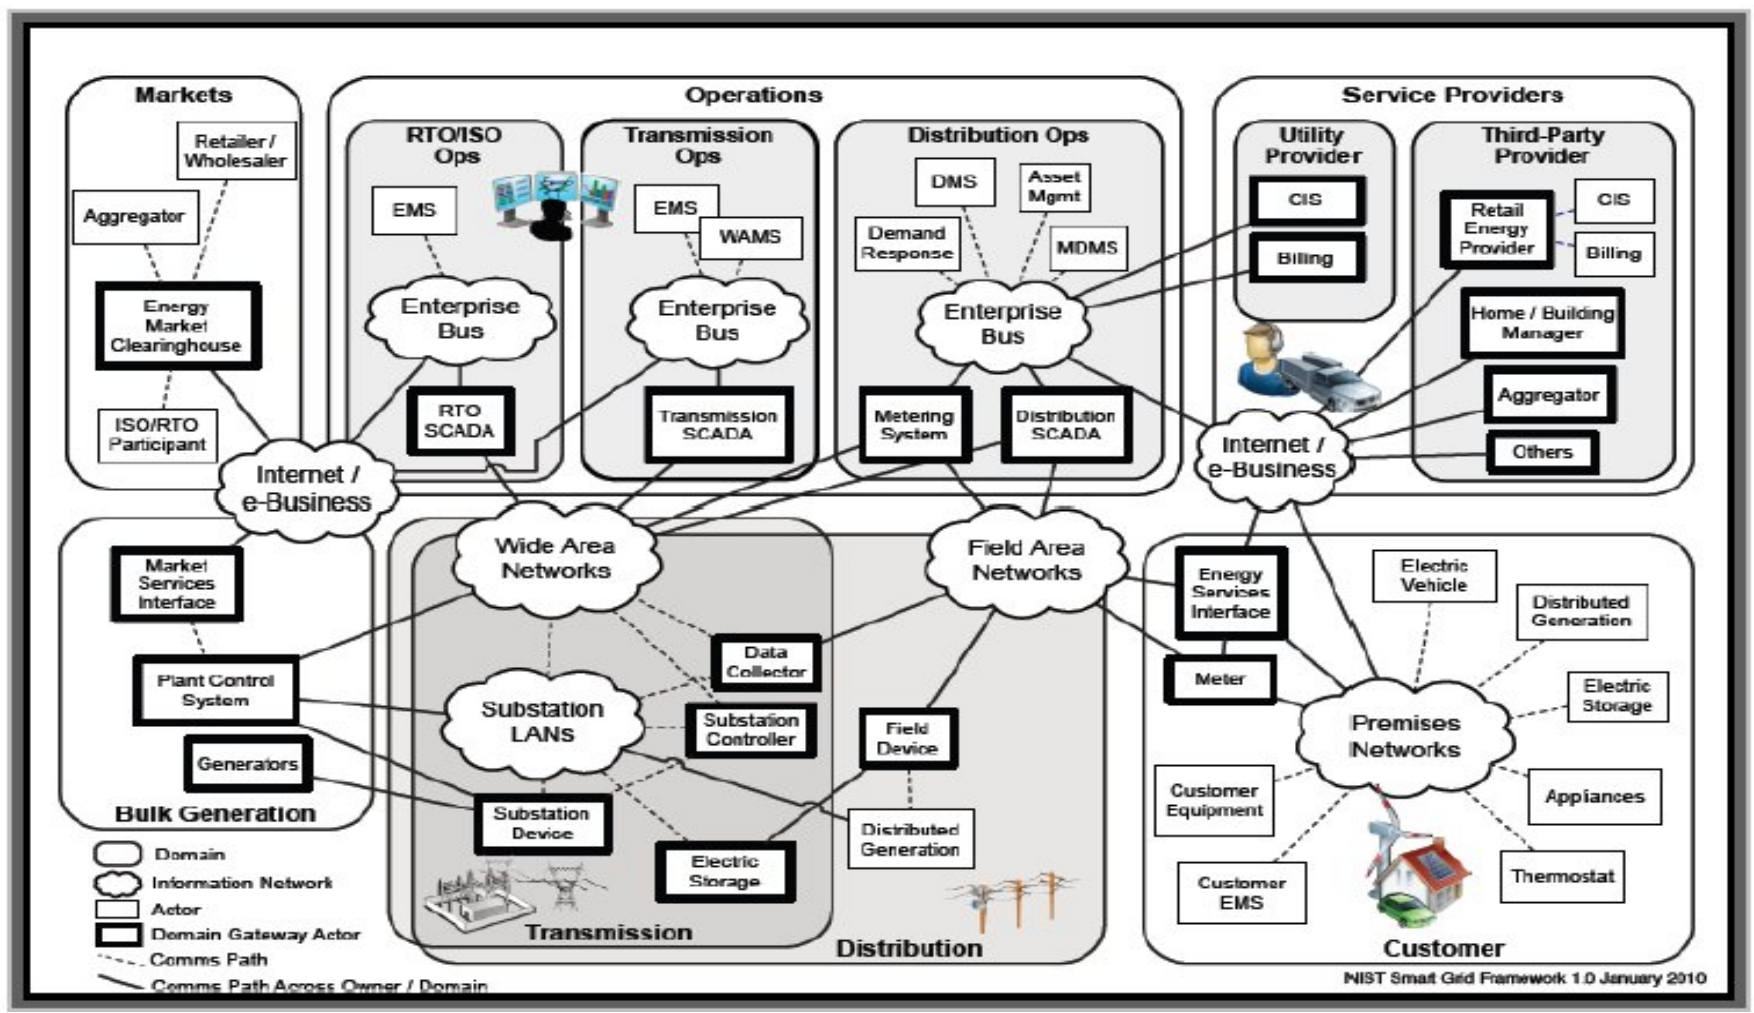 Markets
Retailer /
Wholesaler
Aggregator
Energy
Market
Clearinghouse
ISO/RTO
Participant
Internet /
e-Business
Operations
RTO/ISO
Ops
EMS
Enterprise
Bus
RTO
SCADA
Transmission
Ops
EMS
WAMS
Enterprise
Bus
Transmission
SCADA
Distribution Ops
DMS
Asset
Mgmt
Demand
Response
MDMS
Enterprise
Bus
Metering
System
Distribution
SCADA
Service Providers
Utility
Provider
CIS
Billing
Third-Party
Provider
Retail
Energy
Provider
CIS
Billing
Home / Building
Manager
Aggregator
Others
Internet /
e-Business
Market
Services
Interface
Plant Control
System
Generators
Bulk Generation
Wide Area
Networks
Field Area
Networks
Data
Collector
Substation
LANs
Substation
Controller
Field
Device
Substation
Device
Electric
Storage
Distributed
Generation
Transmission
Distribution
Energy
Services
Interface
Meter
Electric
Vehicle
Distributed
Generation
Electric
Storage
Premises
Networks
Customer
Equipment
Appliances
Customer
EMS
Thermostat
Customer
Domain
Information Network
Actor
Domain Gateway Actor
Comms Path
Comms Path Across Owner / Domain
NIST Smart Grid Framework 1.0 January 2010